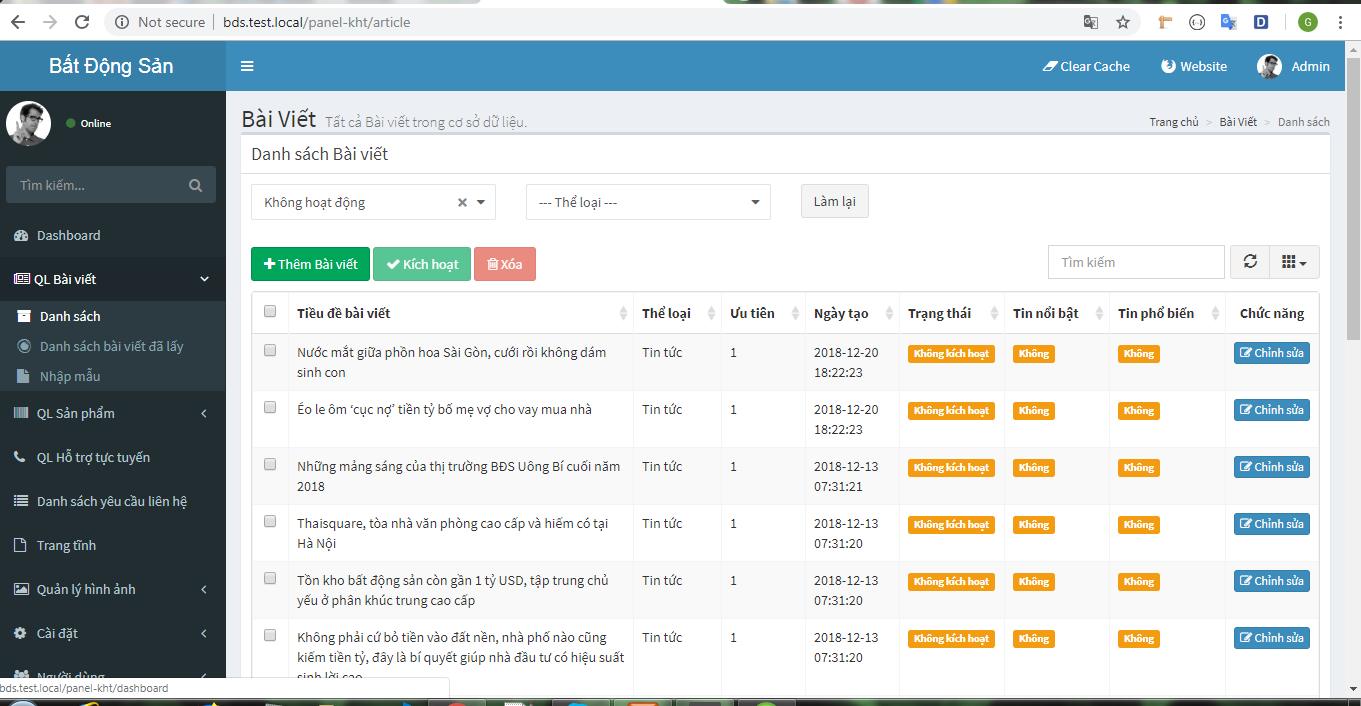 Not secure | bds.test.local/panel-kht/article
G
Bất Động Sản
Clear Cache
Website
Admin
Online
Tìm kiếm...
Dashboard
QL Bài viết
Danh sách
Danh sách bài viết đã lấy
Nhập mẫu
QL Sản phẩm
QL Hỗ trợ tực tuyến
Danh sách yêu cầu liên hệ
Trang tĩnh
Quản lý hình ảnh
Cài đặt
Người dùng
bds.test.local/panel-kht/dashboard
Bài Viết Tất cả Bài viết trong cơ sở dữ liệu.
Trang chủ > Bài Viết > Danh sách
Danh sách Bài viết
Không hoạt động
--- Thể loại ---
Làm lại
Thêm Bài viết
Kích hoạt
Xóa
Tìm kiếm
Tiều đề bài viết Thể loại Ưu tiên Ngày tạo Trạng thái Tin nổi bật Tin phổ biến Chức năng
Nước mắt giữa phồn hoa Sài Gòn, cưới rồi không dám Tin tức 1 2018-12-20 Không kích hoạt Không Không Chỉnh sửa
sinh con 18:22:23
Éo le ôm ‘cục nợ’ tiền tỷ bố mẹ vợ cho vay mua nhà Tin tức 1 2018-12-20 Không kích hoạt Không Không Chỉnh sửa
18:22:23
Những mảng sáng của thị trường BĐS Uông Bí cuối năm Tin tức 1 2018-12-13 Không kích hoạt Không Không Chỉnh sửa
2018 07:31:21
Thaisquare, tòa nhà văn phòng cao cấp và hiếm có tại Tin tức 1 2018-12-13 Không kích hoạt Không Không Chỉnh sửa
Hà Nội 07:31:20
Tồn kho bất động sản còn gần 1 tỷ USD, tập trung chủ Tin tức 1 2018-12-13 Không kích hoạt Không Không Chỉnh sửa
yếu ở phân khúc trung cao cấp 07:31:20
Không phải cứ bỏ tiền vào đất nền, nhà phố nào cũng Tin tức 1 2018-12-13 Không kích hoạt Không Không Chỉnh sửa
kiếm tiền tỷ, đây là bí quyết giúp nhà đầu tư có hiệu suất 07:31:20
sinh lời cao